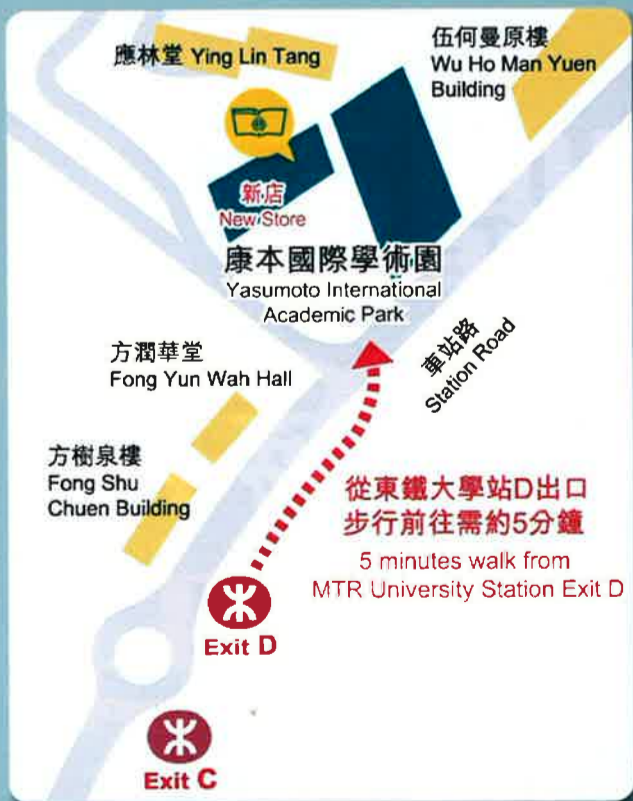 應林堂 Ying Lin Tang
伍何曼原樓
Wu Ho Man Yuen
Building
新店
New Store
康本國際學術園
Yasumoto International
Academic Park
車站路
Station Road
方潤華堂
Fong Yun Wah Hall
方樹泉樓
Fong Shu
Chuen Building
從東鐵大學站D出口
步行前往需約5分鐘
5 minutes walk from
MTR University Station Exit D
Exit D
Exit C